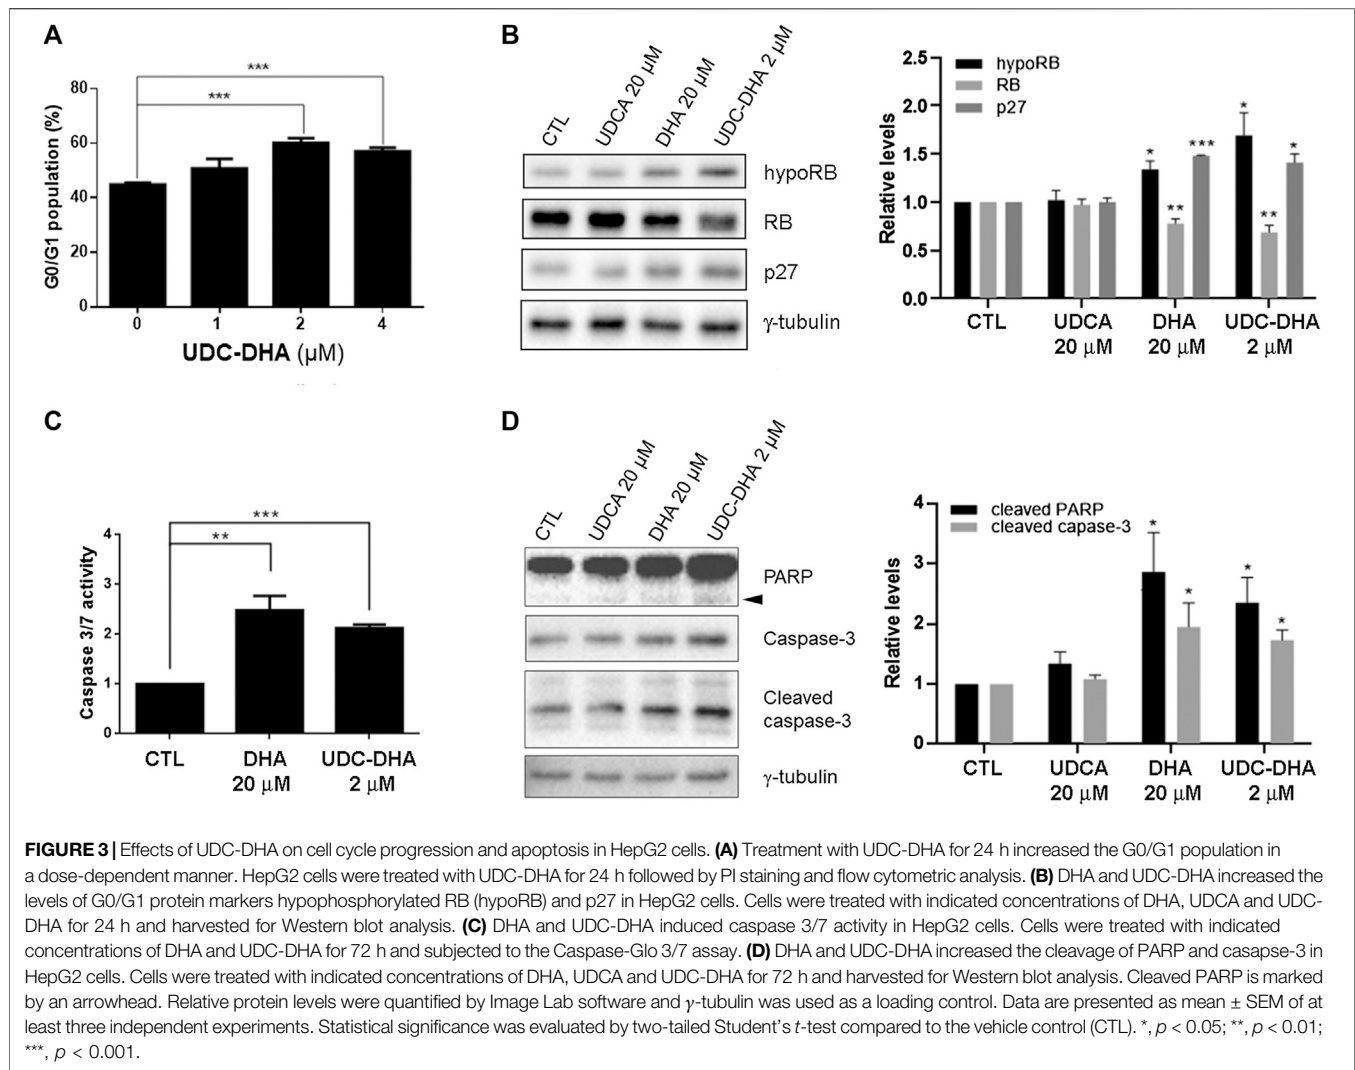 A
***
***
80
60
40
20
0
G0/G1 population (%)
0 1 2 4
UDC-DHA (µM)
B
CTL
UDCA 20 µM
DHA 20 µM
UDC-DHA 2 µM
hypoRB
RB
p27
γ-tubulin
hypoRB
RB
p27
2.5
2.0
1.5
1.0
0.5
0.0
Relative levels
* ** *** * ** *
CTL UDCA DHA UDC-DHA
20 µM 20 µM 2 µM
C
***
**
4
3
2
1
0
Caspase 3/7 activity
CTL DHA UDC-DHA
20 µM 2 µM
D
CTL
UDCA 20 µM
DHA 20 µM
UDC-DHA 2 µM
PARP
Caspase-3
Cleaved
caspase-3
γ-tubulin
cleaved PARP
cleaved capase-3
4
3
2
1
0
Relative levels
* * * *
CTL UDCA DHA UDC-DHA
20 µM 20 µM 2 µM
FIGURE 3 | Effects of UDC-DHA on cell cycle progression and apoptosis in HepG2 cells. (A) Treatment with UDC-DHA for 24 h increased the G0/G1 population in
a dose-dependent manner. HepG2 cells were treated with UDC-DHA for 24 h followed by PI staining and flow cytometric analysis. (B) DHA and UDC-DHA increased the
levels of G0/G1 protein markers hypophosphorylated RB (hypoRB) and p27 in HepG2 cells. Cells were treated with indicated concentrations of DHA, UDCA and UDC-
DHA for 24 h and harvested for Western blot analysis. (C) DHA and UDC-DHA induced caspase 3/7 activity in HepG2 cells. Cells were treated with indicated
concentrations of DHA and UDC-DHA for 72 h and subjected to the Caspase-Glo 3/7 assay. (D) DHA and UDC-DHA increased the cleavage of PARP and casapse-3 in
HepG2 cells. Cells were treated with indicated concentrations of DHA, UDCA and UDC-DHA for 72 h and harvested for Western blot analysis. Cleaved PARP is marked
by an arrowhead. Relative protein levels were quantified by Image Lab software and γ-tubulin was used as a loading control. Data are presented as mean ± SEM of at
least three independent experiments. Statistical significance was evaluated by two-tailed Student's t-test compared to the vehicle control (CTL). *, p < 0.05; **, p < 0.01;
***, p < 0.001.